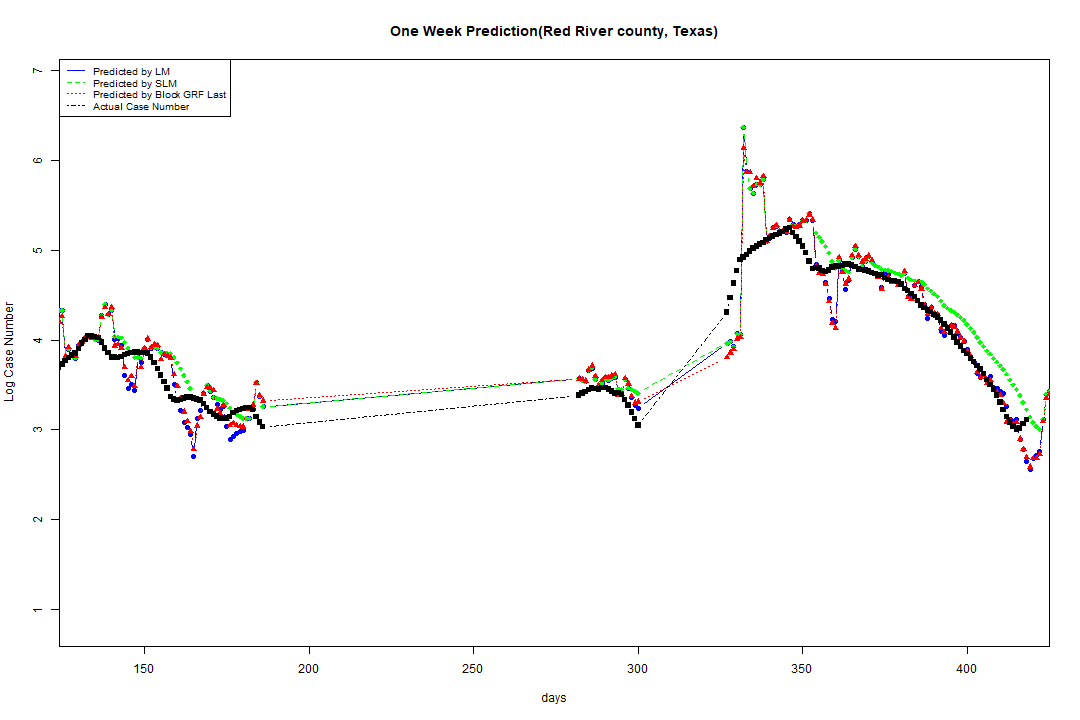 One Week Prediction(Red River county, Texas)
Predicted by LM
Predicted by SLM
Predicted by Block GRF Last
Actual Case Number
7
6
5
4
3
2
1
Log Case Number
150 200 250 300 350 400
days